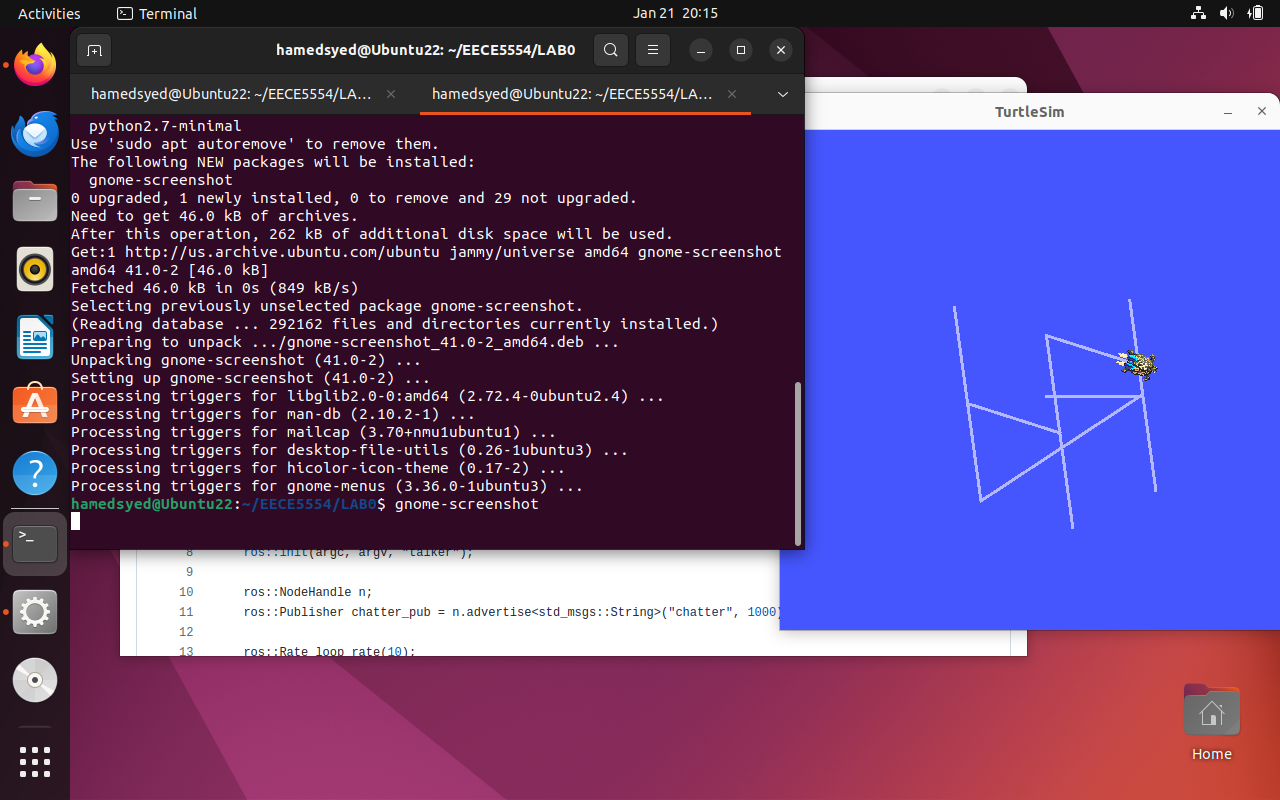 Activities
Terminal
Jan 21  20:15
hamedsyed@Ubuntu22: ~/EECE5554/LAB0
hamedsyed@Ubuntu22: ~/EECE5554/LA...
hamedsyed@Ubuntu22: ~/EECE5554/LA...
python2.7-minimal
Use 'sudo apt autoremove' to remove them.
The following NEW packages will be installed:
gnome-screenshot
0 upgraded, 1 newly installed, 0 to remove and 29 not upgraded.
Need to get 46.0 kB of archives.
After this operation, 262 kB of additional disk space will be used.
Get:1 http://us.archive.ubuntu.com/ubuntu jammy/universe amd64 gnome-screenshot
amd64 41.0-2 [46.0 kB]
Fetched 46.0 kB in 0s (849 kB/s)
Selecting previously unselected package gnome-screenshot.
(Reading database ... 292162 files and directories currently installed.)
Preparing to unpack .../gnome-screenshot_41.0-2_amd64.deb ...
Unpacking gnome-screenshot (41.0-2) ...
Setting up gnome-screenshot (41.0-2) ...
Processing triggers for libglib2.0-0:amd64 (2.72.4-0ubuntu2.4) ...
Processing triggers for man-db (2.10.2-1) ...
Processing triggers for mailcap (3.70+nmu1ubuntu1) ...
Processing triggers for desktop-file-utils (0.26-1ubuntu3) ...
Processing triggers for hicolor-icon-theme (0.17-2) ...
Processing triggers for gnome-menus (3.36.0-1ubuntu3) ...
hamedsyed@Ubuntu22:~/EECE5554/LAB0$ gnome-screenshot
TurtleSim
8 ros::init(argc, argv, "talker");
9
10 ros::NodeHandle n;
11 ros::Publisher chatter_pub = n.advertise<std_msgs::String>("chatter", 1000)
12
13 ros::Rate loop_rate(10);
>_
?
Home